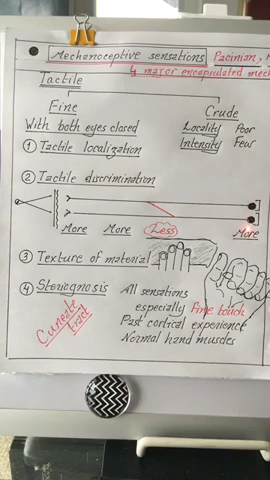 Mechanoceptive sensations Pacinian,
4 major encapsulated mec
Tactile
Fine Crude
With both eyes closed Locality Poor
① Tactile localization Intensity Few
② Tactile discrimination
More More Less More
③ Texture of material
④ Stereognosis All sensations
especially Fine touch
Cuneate tract
Past cortical experience
Normal hand muscles